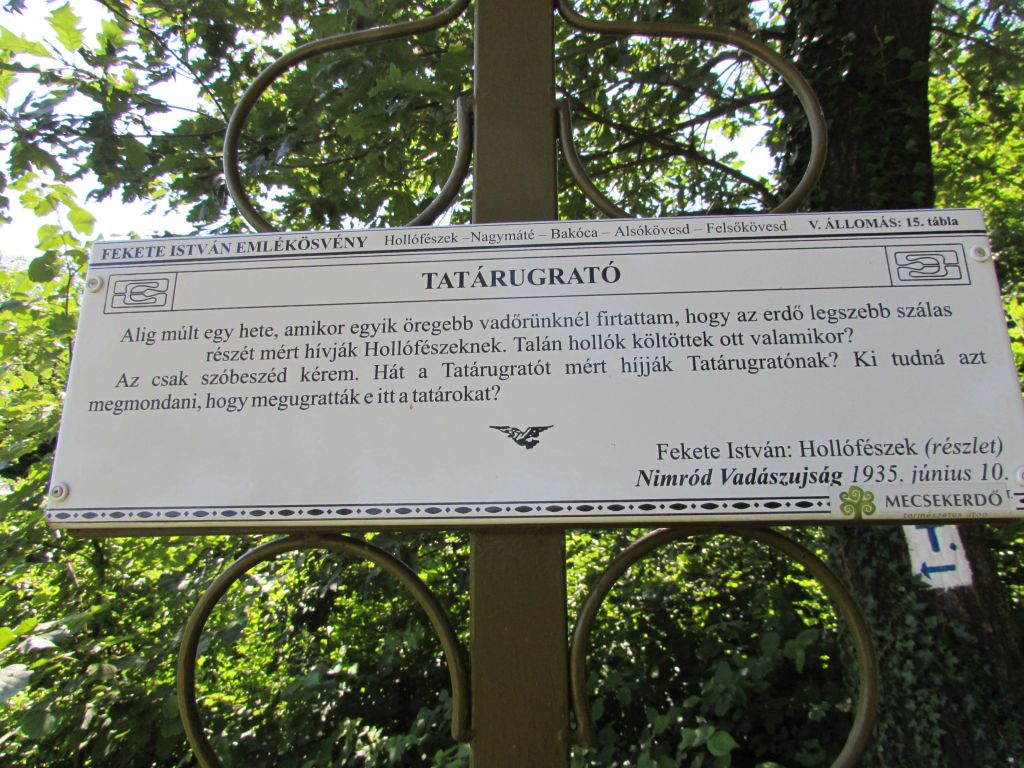 FEKETE ISTVÁN EMLÉKÖSVÉNY Hollófészek –Nagymáté – Bakóca – Alsókövesd – Felsőkövesd V. ÁLLOMÁS: 15. tábla
TATÁRUGRATÓ
Alig múlt egy hete, amikor egyik öregebb vadőrünknél firtattam, hogy az erdő legszebb szálas
részét mért hívják Hollófészeknek. Talán hollók költöttek ott valamikor?
Az csak szóbeszéd kérem. Hát a Tatárugratót mért híjják Tatárugratónak? Ki tudná azt
megmondani, hogy megugratták e itt a tatárokat?
Fekete István: Hollófészek (részlet)
Nimród Vadászujság 1935. június 10.
MECSEKERDŐ
természetes úton
T